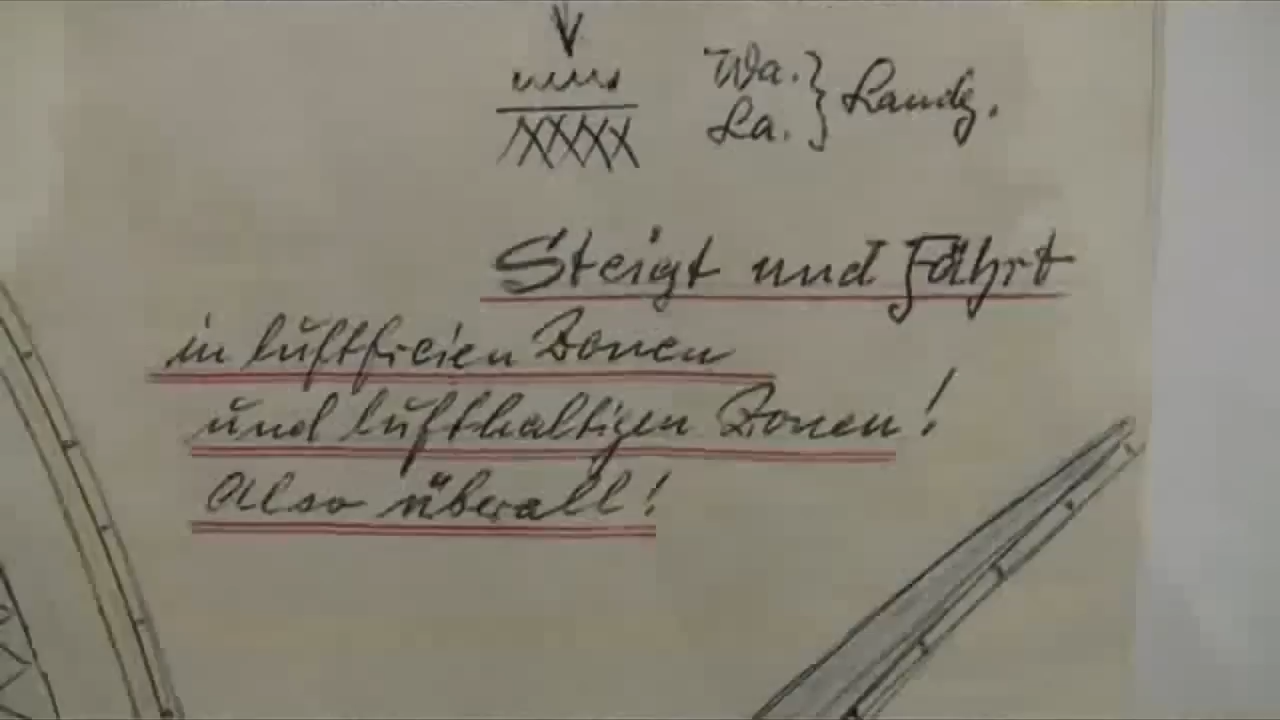 Wa. } Landg.
La.
Steigt und Fährt
in luftfreien Zonen
und lufthaltigen Zonen!
Also überall!